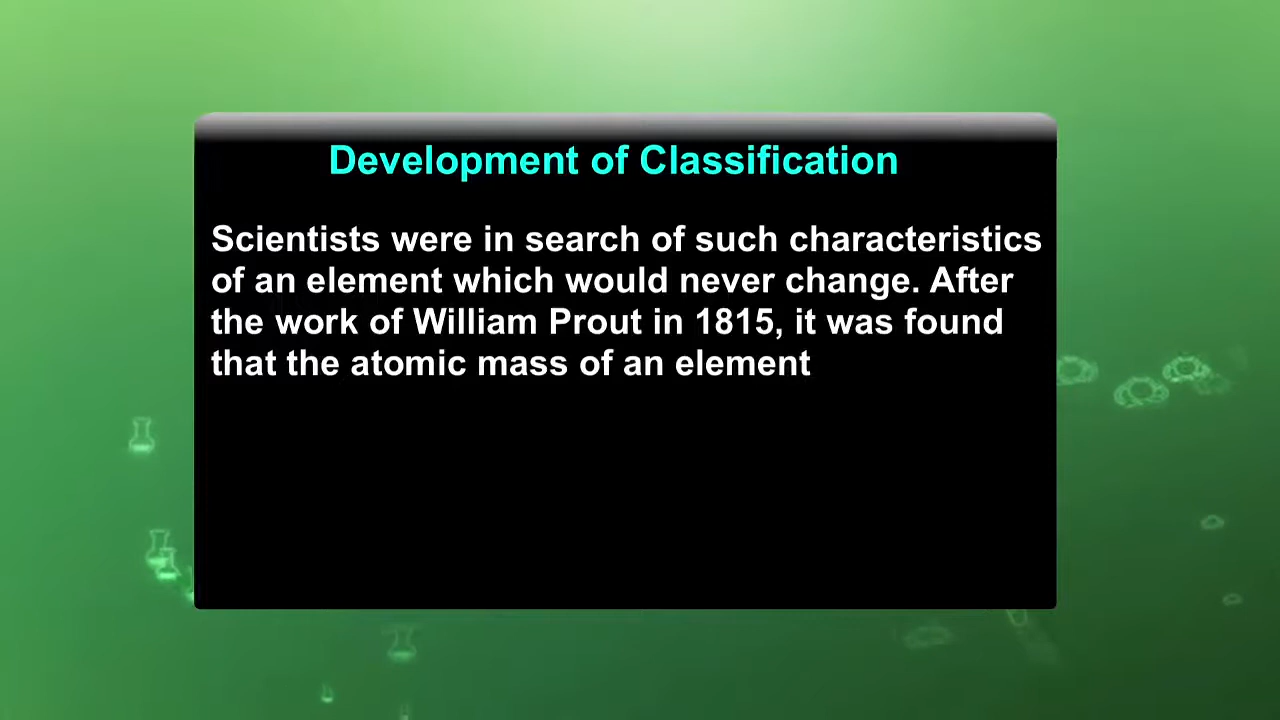 Development of Classification
Scientists were in search of such characteristics
of an element which would never change. After
the work of William Prout in 1815, it was found
that the atomic mass of an element